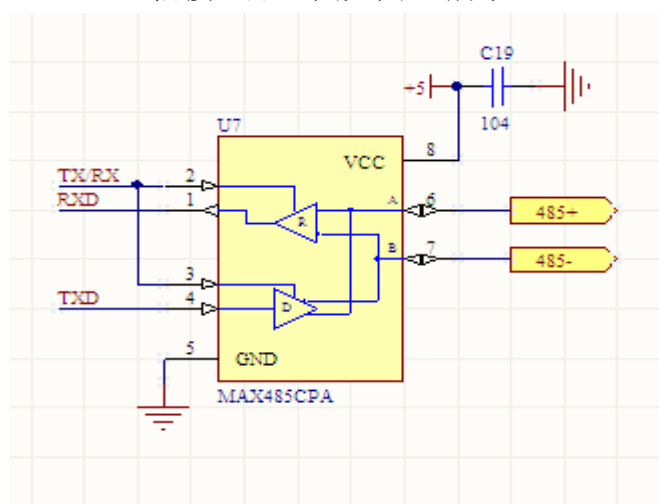 C19
+5
104
U7
VCC
8
TX/RX
2
A
6
485+
RXD
1
R
B
7
485-
3
TXD
4
D
5
GND
MAX485CPA